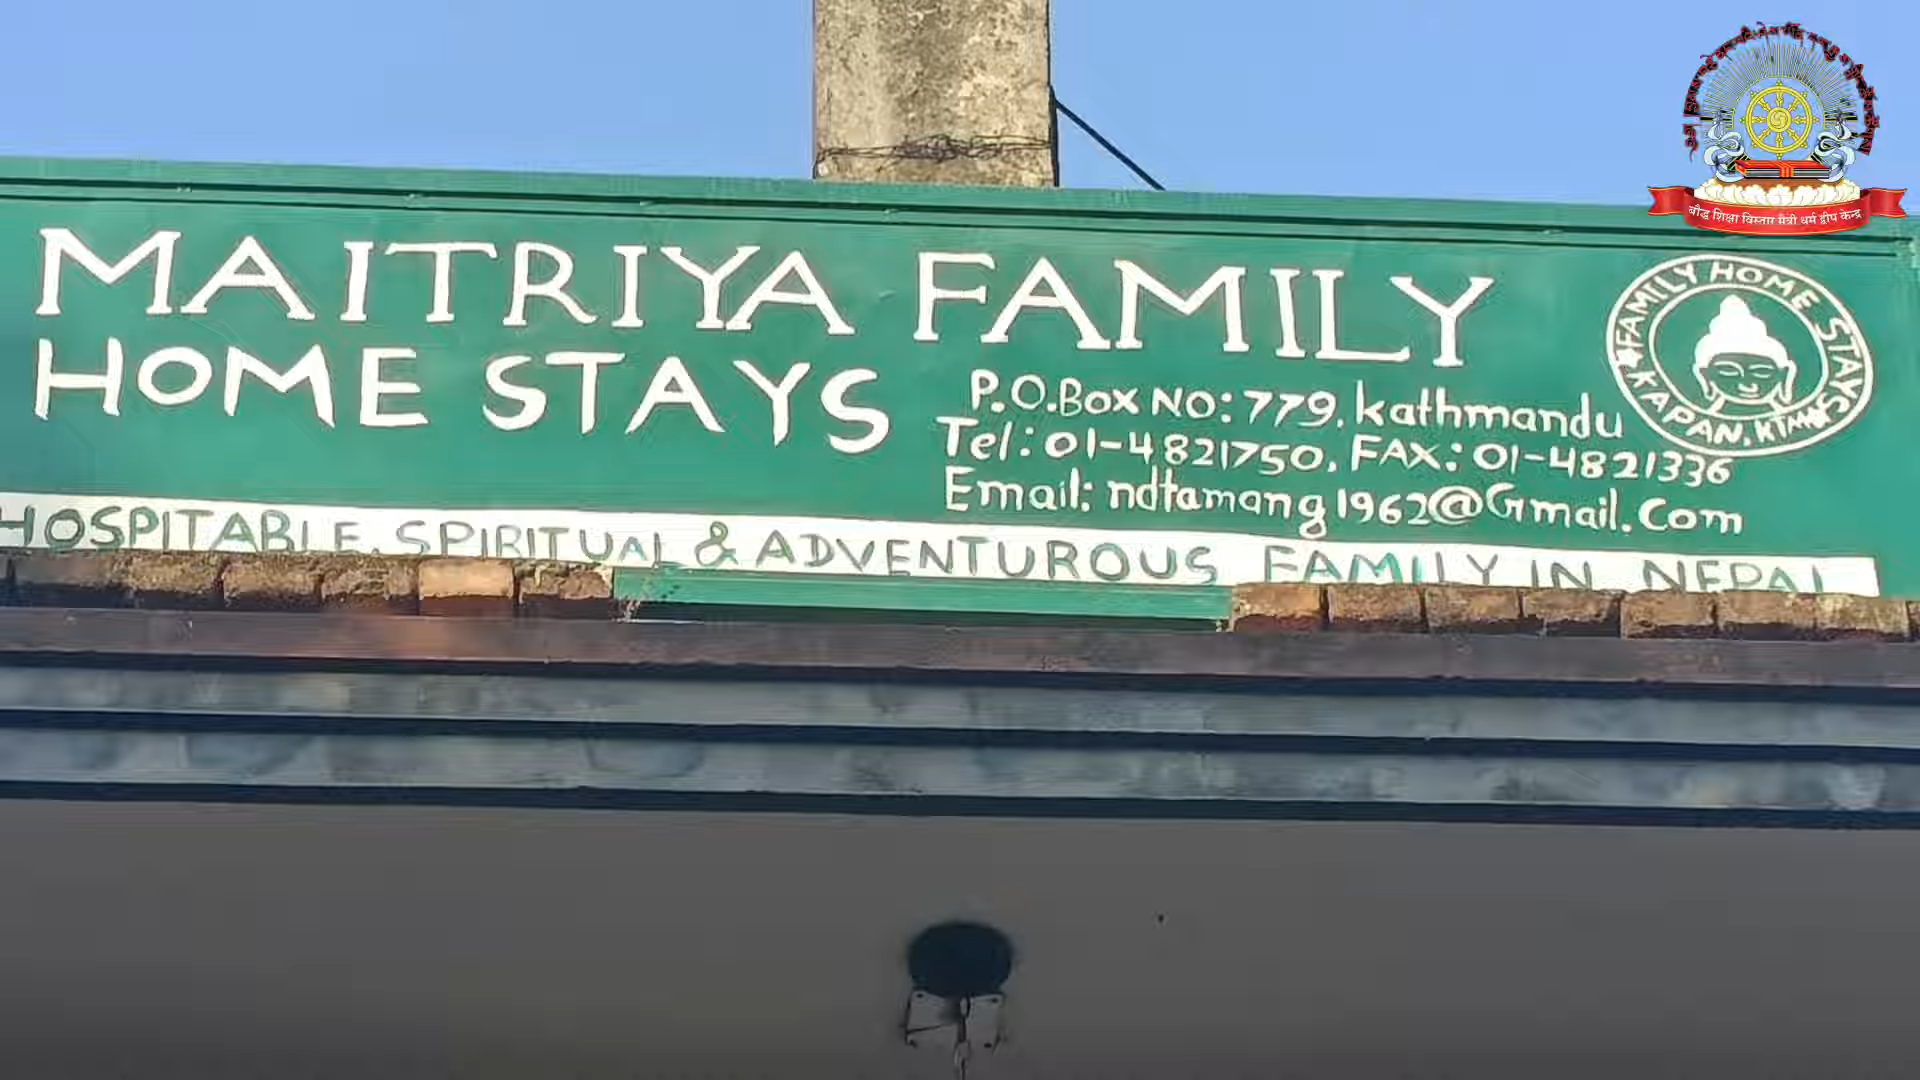 MAITRIYA FAMILY
HOME STAYS
P.O.Box NO: 779, kathmandu
Tel: 01-4821750, FAX: 01-4821336
Email: ndtamang1962@Gmail.Com
FAMILY HOME STAYS
KAPAN, KTM
HOSPITABLE, SPIRITUAL & ADVENTUROUS FAMILY IN NEPAL
बौद्ध शिक्षा विस्तार मैत्री धर्म द्वीप केन्द्र